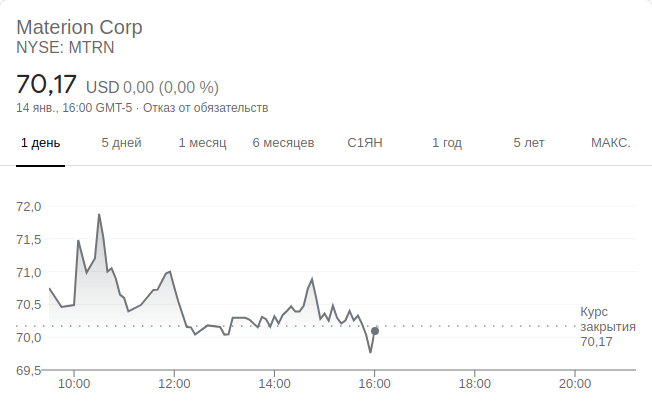 Materion Corp
NYSE: MTRN
70,17 USD 0,00 (0,00 %)
14 янв., 16:00 GMT-5 · Отказ от обязательств
1 день 5 дней 1 месяц 6 месяцев С1ЯН 1 год 5 лет МАКС.
72,0
71,5
71,0
70,5
70,0
69,5
Курс
закрытия
70,17
10:00 12:00 14:00 16:00 18:00 20:00